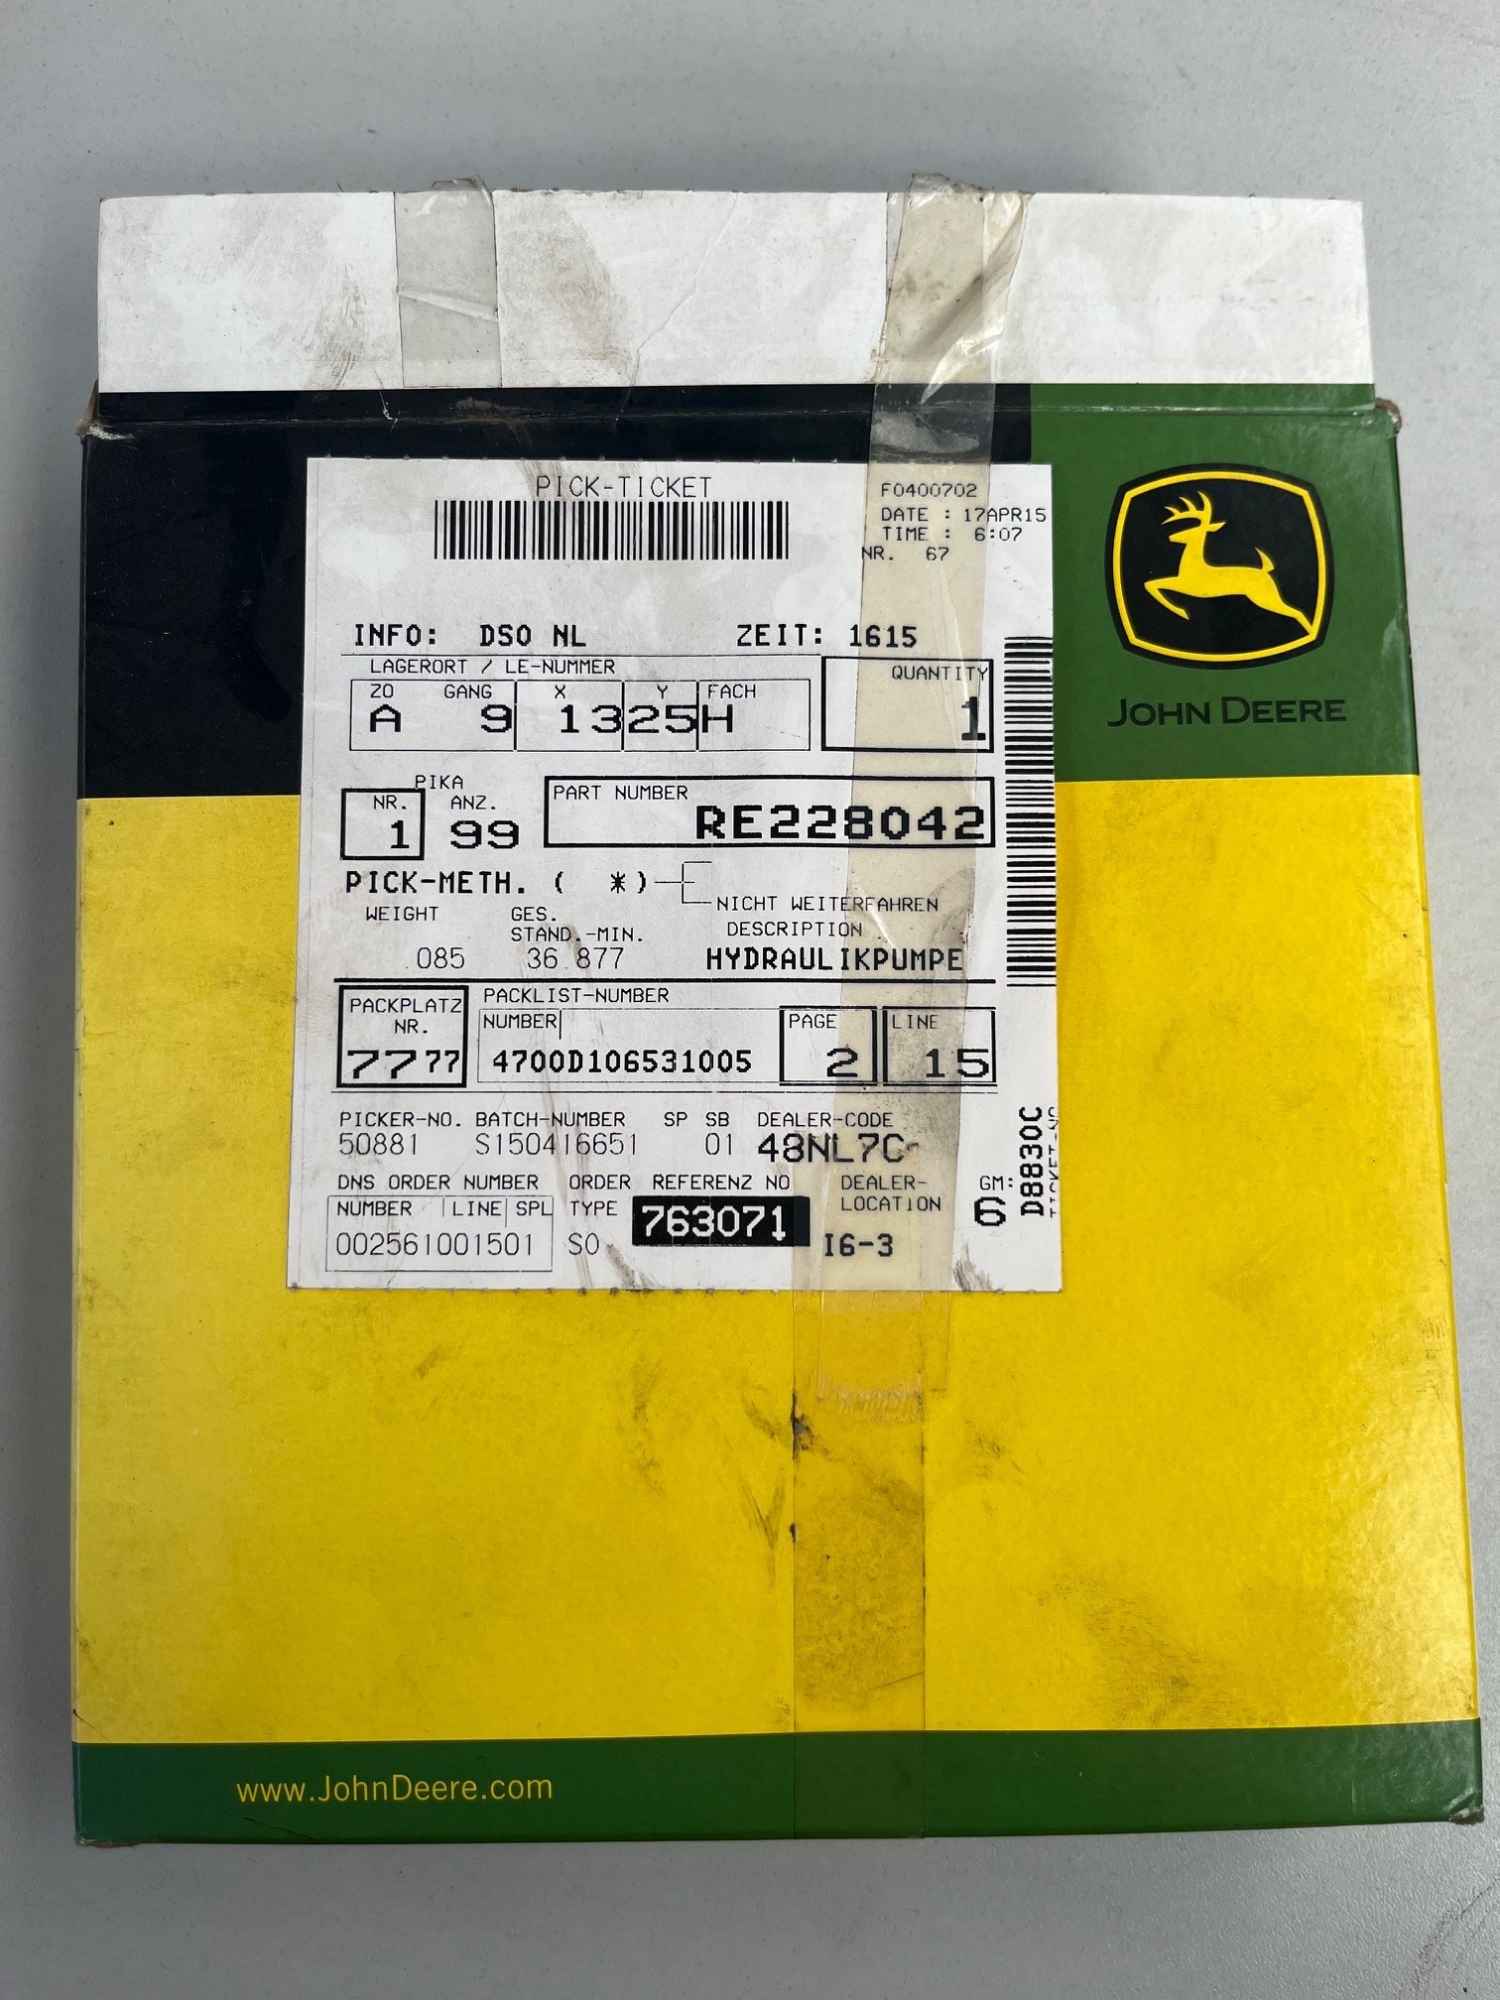 PICK-TICKET
F0400702
DATE : 17APR15
TIME : 6:07
NR. 67
JOHN DEERE
INFO: DSO NL ZEIT: 1615
LAGERORT / LE-NUMMER
QUANTITY
ZO GANG X Y FACH
A 9 13 25 H
1
PIKA
NR. ANZ.
1 99
PART NUMBER
RE228042
PICK-METH. ( *)
NICHT WEITERFAHREN
WEIGHT GES.
STAND.-MIN.
DESCRIPTION
.085 36.877 HYDRAULIKPUMPE
PACKPLATZ
NR.
7777
PACKLIST-NUMBER
NUMBER PAGE LINE
4700D106531005 2 15
PICKER-NO. BATCH-NUMBER SP SB DEALER-CODE
50881 S150416651 01 48NL7C
DNS ORDER NUMBER ORDER REFERENZ NO DEALER- GM:
NUMBER LINE SPL TYPE 763071 LOCATION 6
002561001501 SO I6-3
D8830C
www.JohnDeere.com